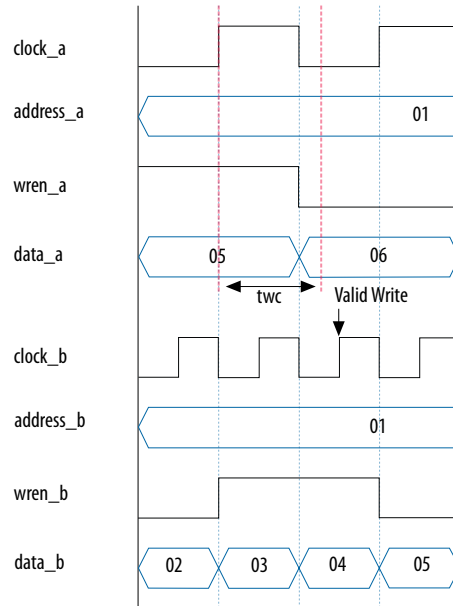 clock_a
address_a 01
wren_a
data_a 05 06
twc Valid Write
clock_b
address_b 01
wren_b
data_b 02 03 04 05